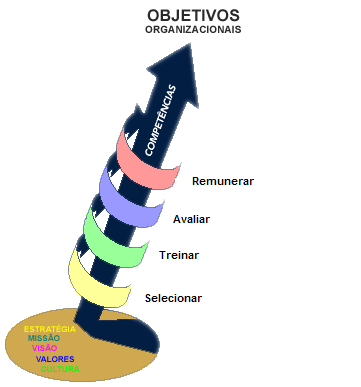 OBJETIVOS
ORGANIZACIONAIS
COMPETÊNCIAS
Remunerar
Avaliar
Treinar
Selecionar
ESTRATÉGIA
MISSÃO
VISÃO
VALORES
CULTURA